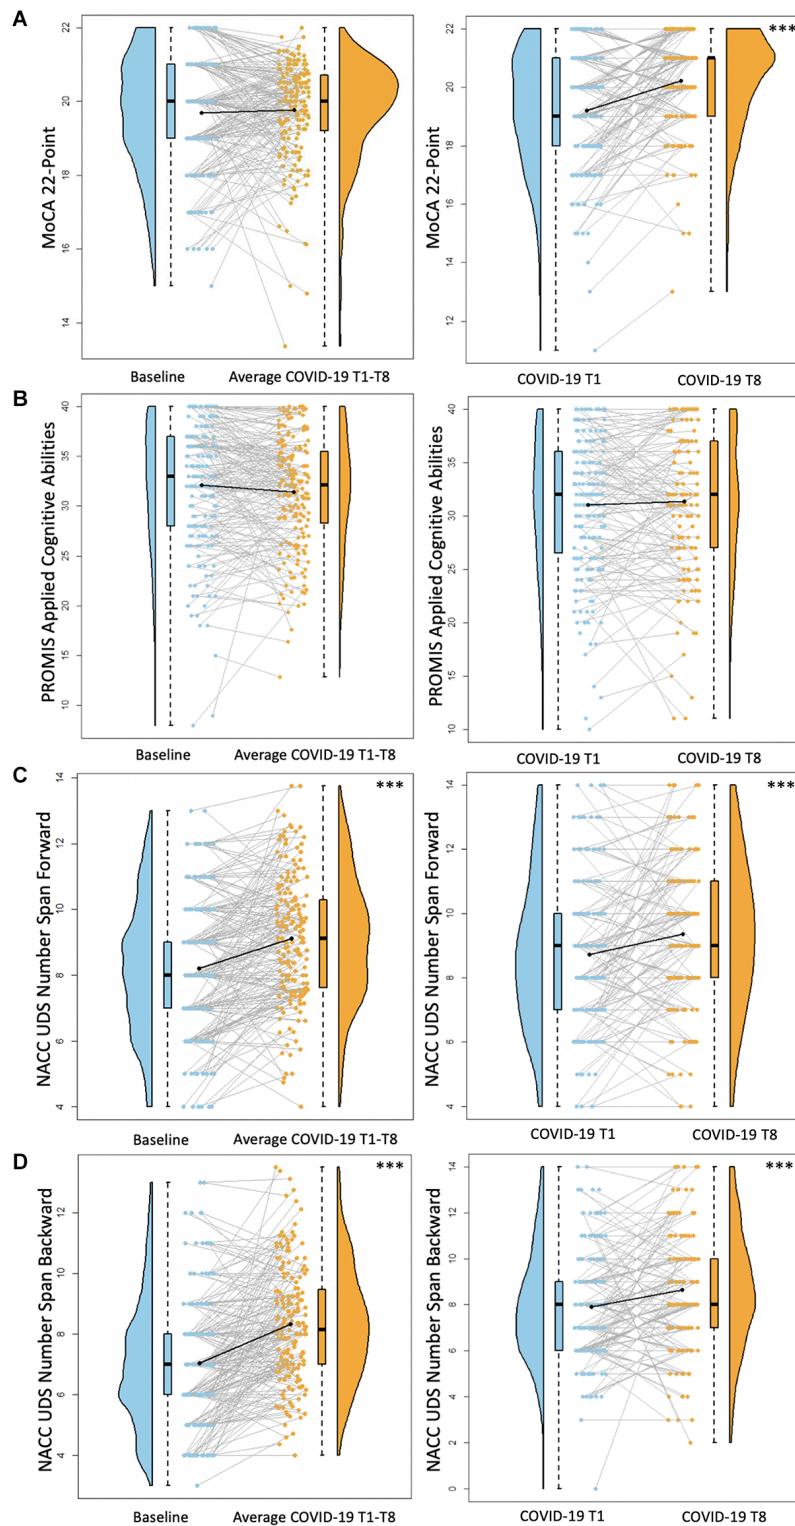 A
MoCA 22-Point
14 16 18 20 22
Baseline Average COVID-19 T1-T8
***
MoCA 22-Point
12 14 16 18 20 22
COVID-19 T1 COVID-19 T8
B
PROMIS Applied Cognitive Abilities
10 15 20 26 32 35 40
Baseline Average COVID-19 T1-T8
PROMIS Applied Cognitive Abilities
10 15 20 25 30 35 40
COVID-19 T1 COVID-19 T8
C
***
NACC UDS Number Span Forward
4 6 8 10 12 14
Baseline Average COVID-19 T1-T8
***
NACC UDS Number Span Forward
4 6 8 10 12 14
COVID-19 T1 COVID-19 T8
D
***
NACC UDS Number Span Backward
4 6 8 10 12
Baseline Average COVID-19 T1-T8
***
NACC UDS Number Span Backward
0 2 4 6 8 10 12 14
COVID-19 T1 COVID-19 T8